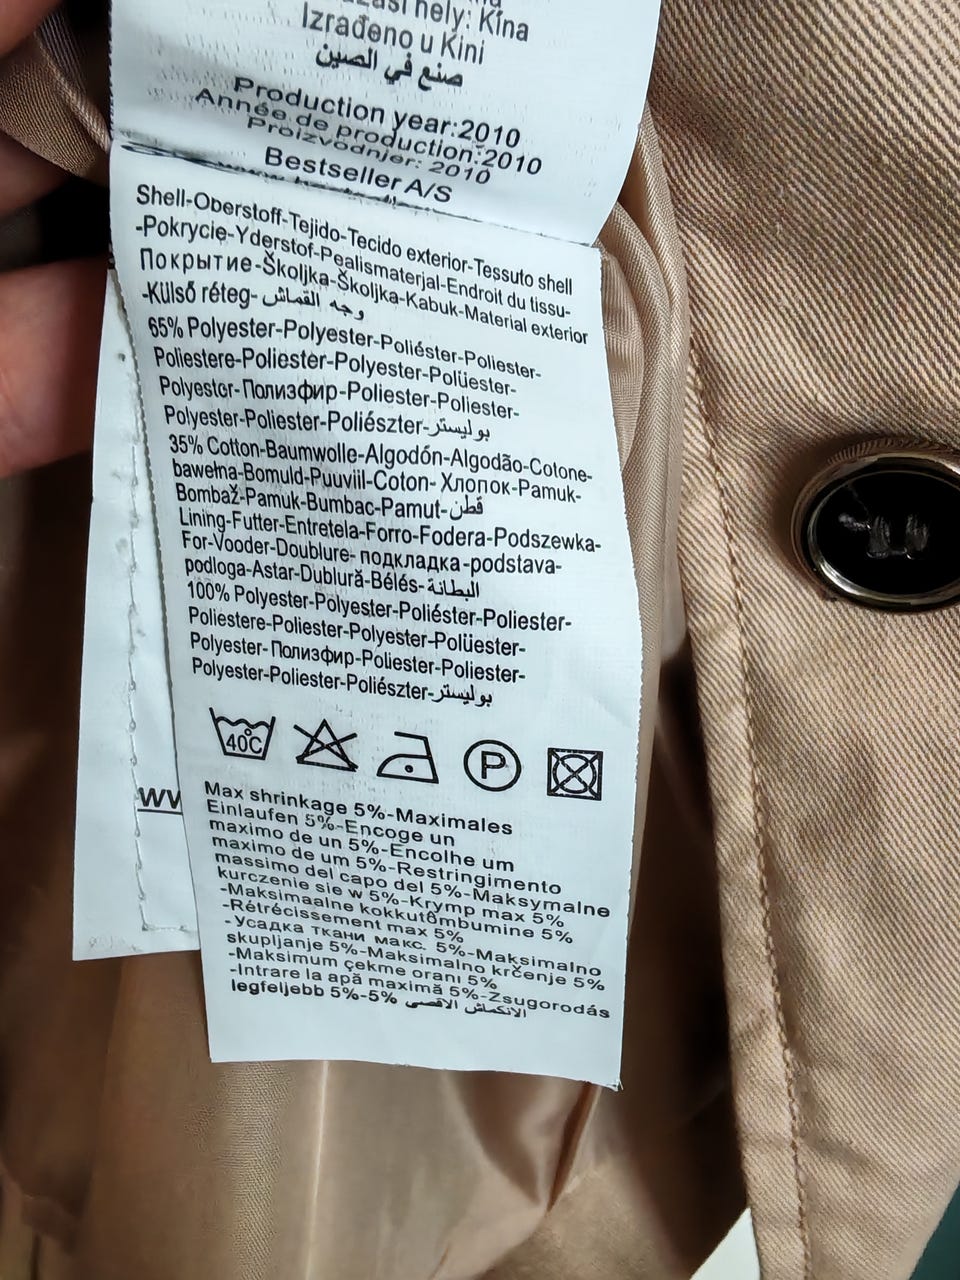 hely: Kína
Izrađeno u Kini
صنع في الصين
Production year:2010
Année de production:2010
Proizvodnjer: 2010
Bestseller A/S
Shell-Oberstoff-Tejido-Tecido exterior-Tessuto shell
-Pokrycie-Yderstof-Pealismaterjal-Endroit du tissu-
Покрытие-Školjka-Školjka-Kabuk-Material exterior
-Külső réteg-وجه القماش
65% Polyester-Polyester-Poliéster-Poliester-
Poliestere-Poliester-Polyester-Polüester-
Polyester-Полиэфир-Poliester-Poliester-
Polyester-Poliester-Poliészter-بوليستر
35% Cotton-Baumwolle-Algodón-Algodão-Cotone-
bawełna-Bomuld-Puuviil-Coton- Хлопок-Pamuk-
Bombaž-Pamuk-Bumbac-Pamut-قطن
Lining-Futter-Entretela-Forro-Fodera-Podszewka-
For-Vooder-Doublure- подкладка-podstava-
podloga-Astar-Dublură-Bélés-البطانة
100% Polyester-Polyester-Poliéster-Poliester-
Poliestere-Poliester-Polyester-Polüester-
Polyester-Полиэфир-Poliester-Poliester-
Polyester-Poliester-Poliészter-بوليستر
40°C P
Max shrinkage 5%-Maximales
Einlaufen 5%-Encoge un
maximo de un 5%-Encolhe um
maximo de um 5%-Restringimento
massimo del capo del 5%-Maksymalne
kurczenie sie w 5%-Krymp max 5%
-Maksimaalne kokkutõmbumine 5%
-Rétrécissement max 5%
-Усадка ткани макс. 5%-Maksimalno
skupljanje 5%-Maksimalno krčenje 5%
-Maksimum çekme oranı 5%
-Intrare la apă maximă 5%-Zsugorodás
legfeljebb 5%-5% الانكماش الاقصى